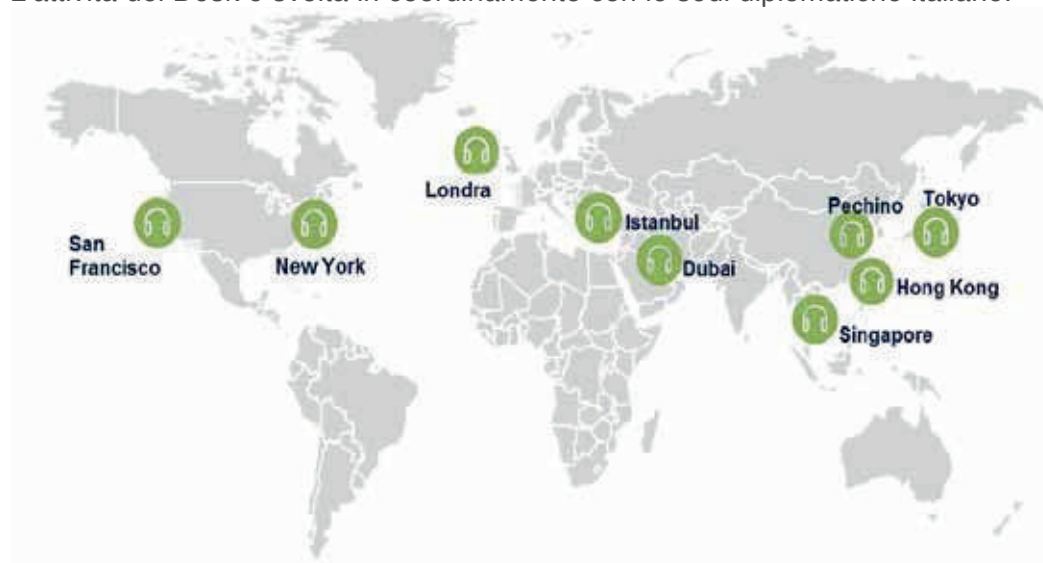 L'attività Desk è svolta in coordinamento con le sedi diplomatiche italiane.
Londra
Pechino
Tokyo
Istanbul
San
Francisco
New York
Dubai
Hong Kong
Singapore